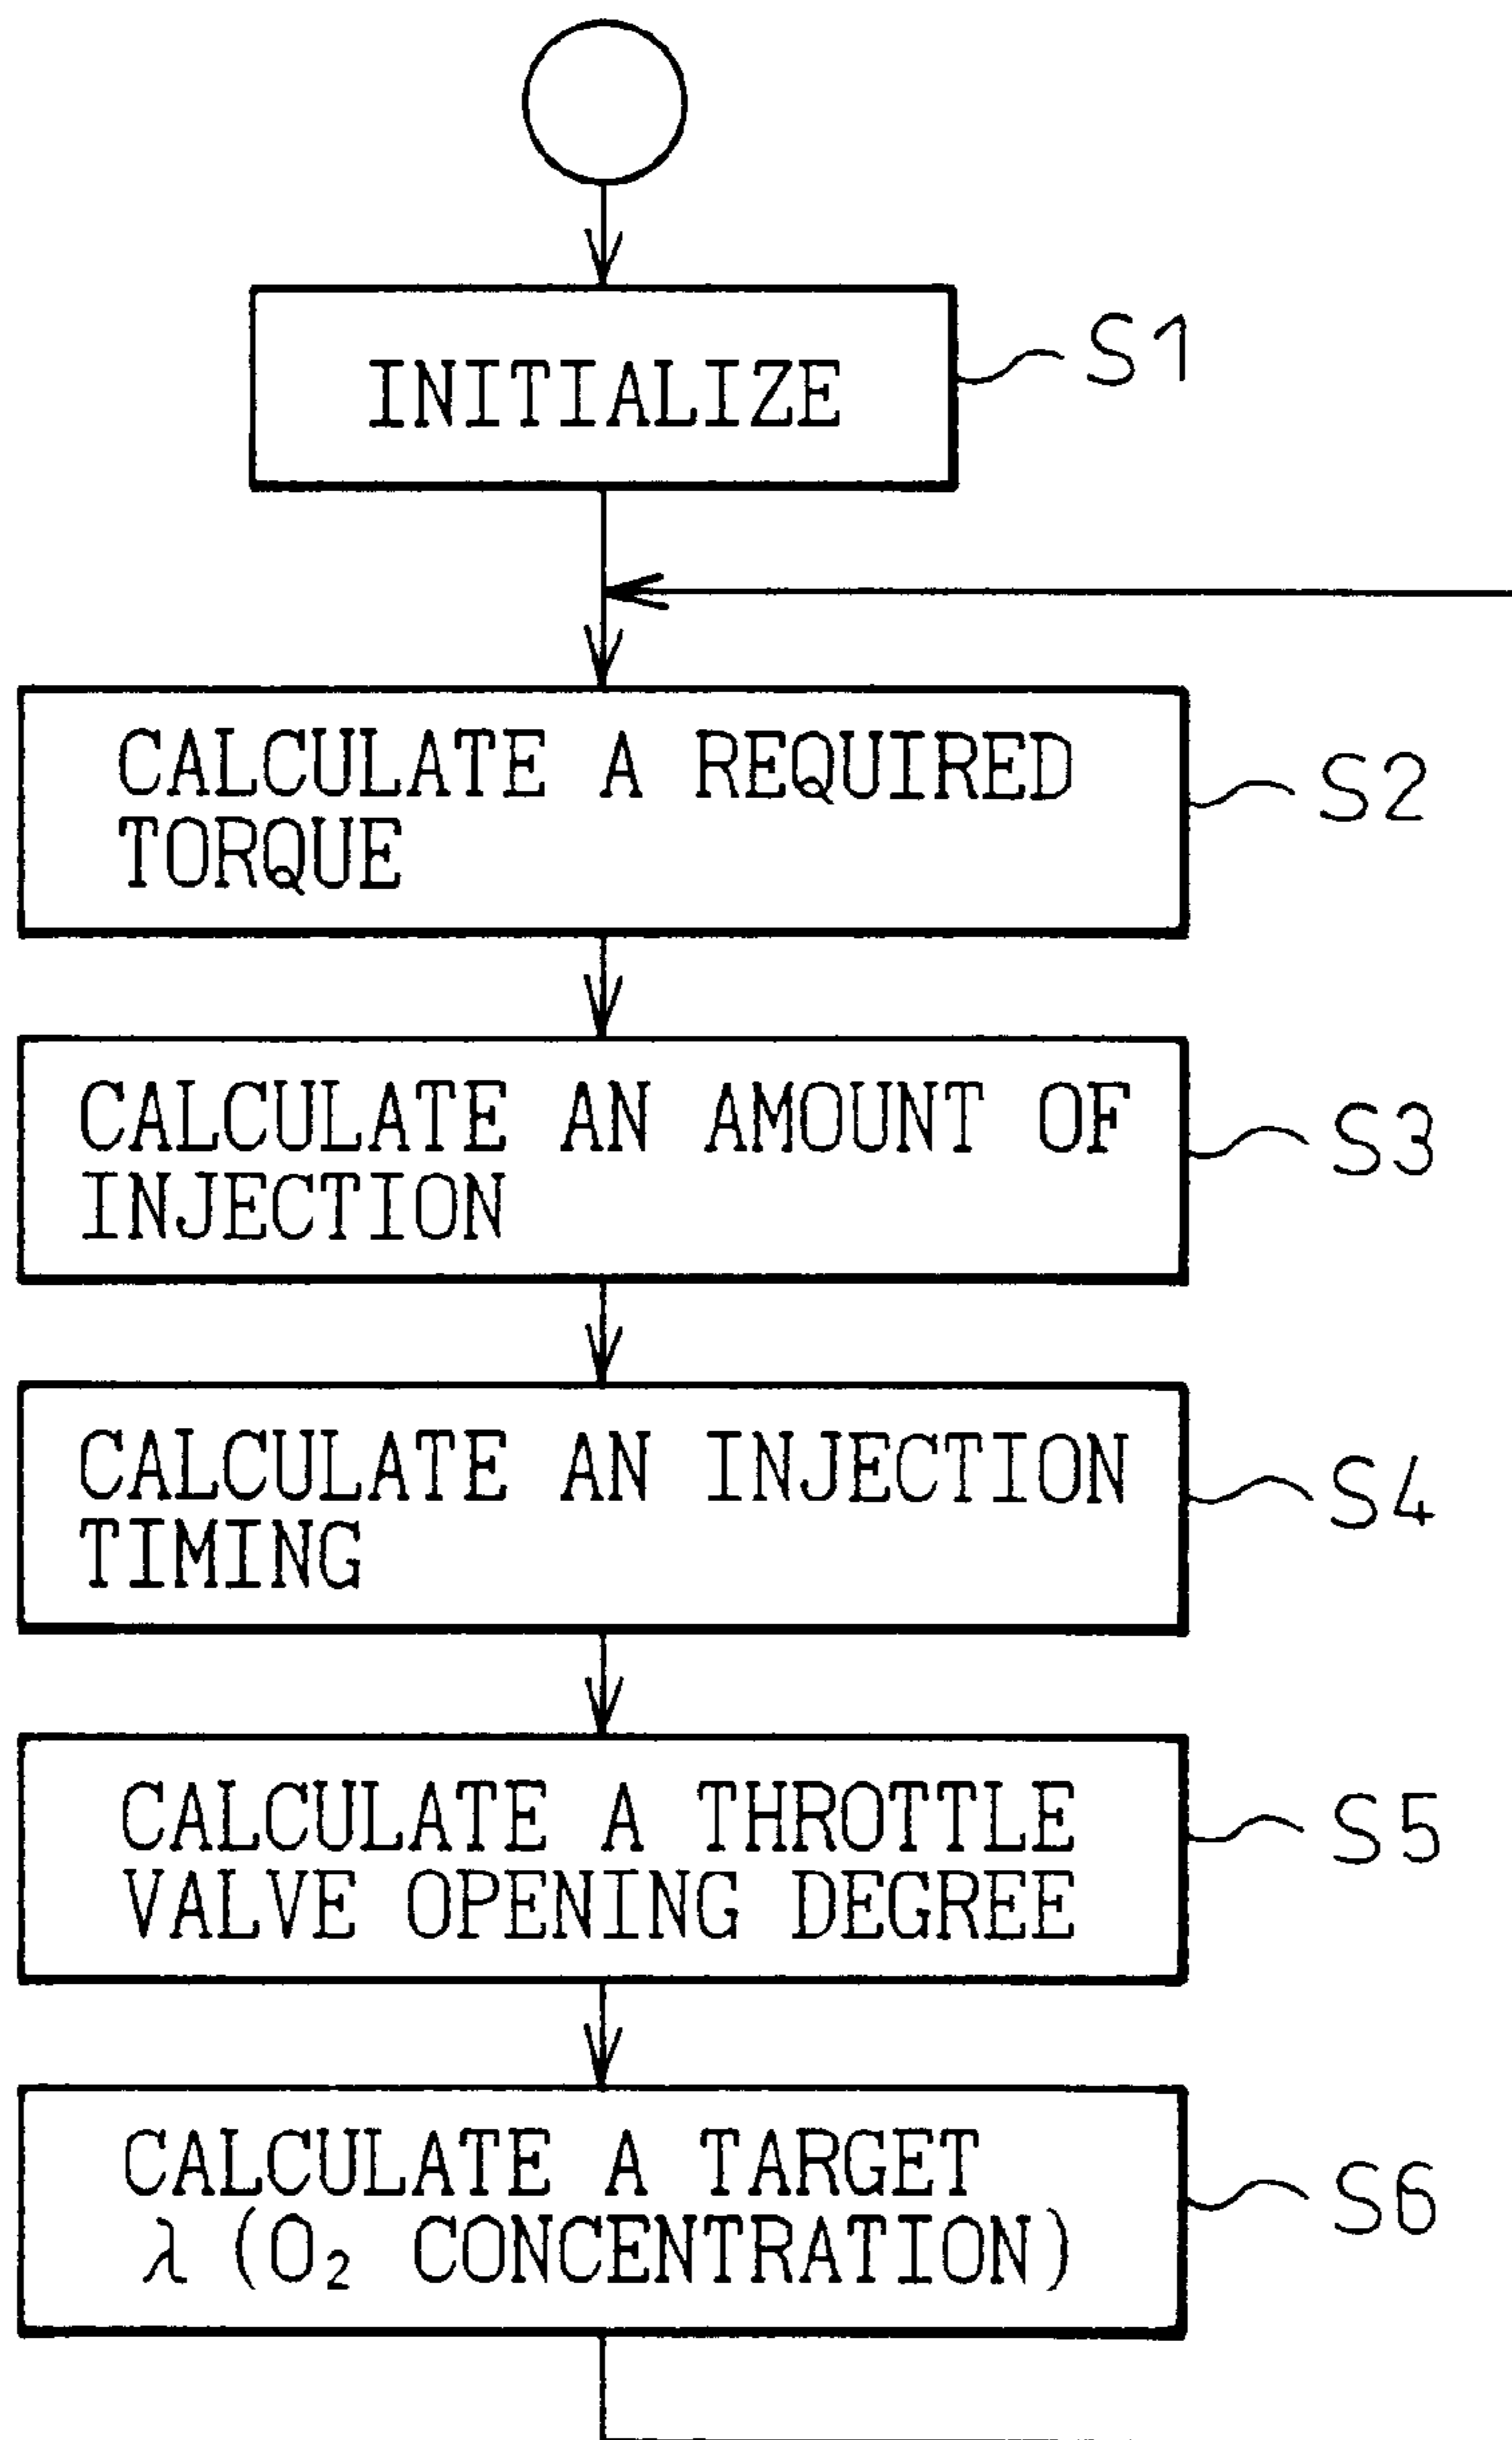 INITIALIZE
S1
CALCULATE A REQUIRED
TORQUE
S2
CALCULATE AN AMOUNT OF
INJECTION
S3
CALCULATE AN INJECTION
TIMING
S4
CALCULATE A THROTTLE
VALVE OPENING DEGREE
S5
CALCULATE A TARGET
λ (O₂ CONCENTRATION)
S6